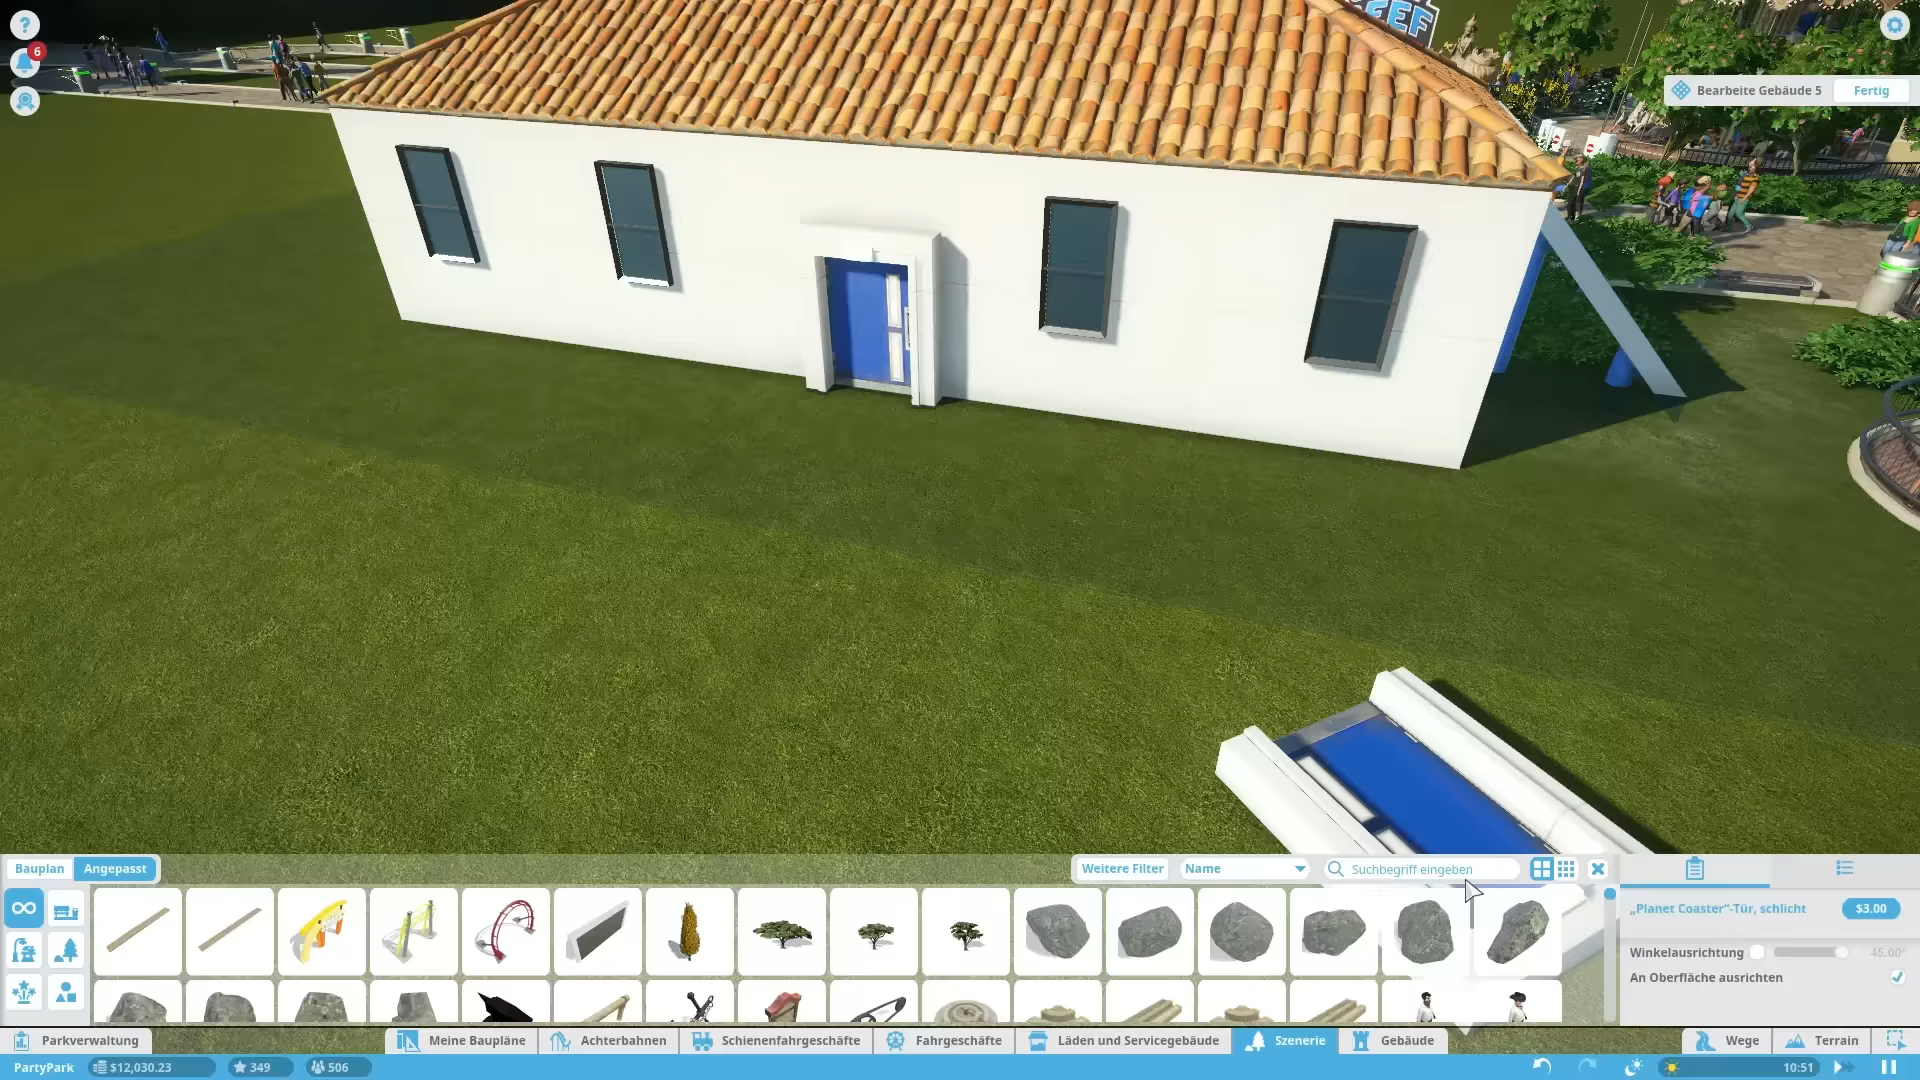 ?
6
EEF
Bearbeite Gebäude 5
Fertig
Bauplan
Angepasst
Weitere Filter
Name
Suchbegriff eingeben
„Planet Coaster“-Tür, schlicht
$3.00
Winkelausrichtung
45.00°
An Oberfläche ausrichten
Parkverwaltung
Meine Baupläne
Achterbahnen
Schienenfahrgeschäfte
Fahrgeschäfte
Läden und Servicegebäude
Szenerie
Gebäude
Wege
Terrain
PartyPark
$12,030.23
349
506
10:51